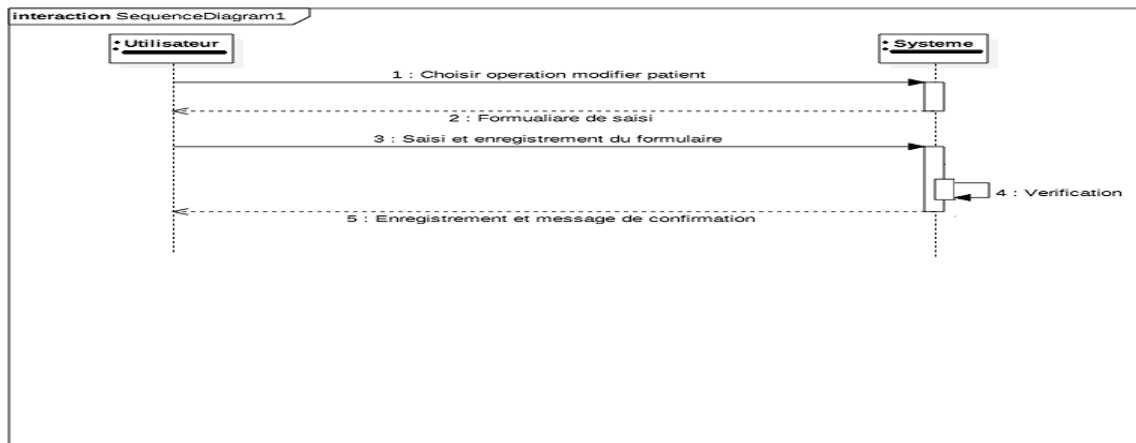 interaction SequenceDiagram1
: Utilisateur
: Systeme
1 : Choisir operation modifier patient
2 : Formualiare de saisi
3 : Saisi et enregistrement du formulaire
4 : Verification
5 : Enregistrement et message de confirmation